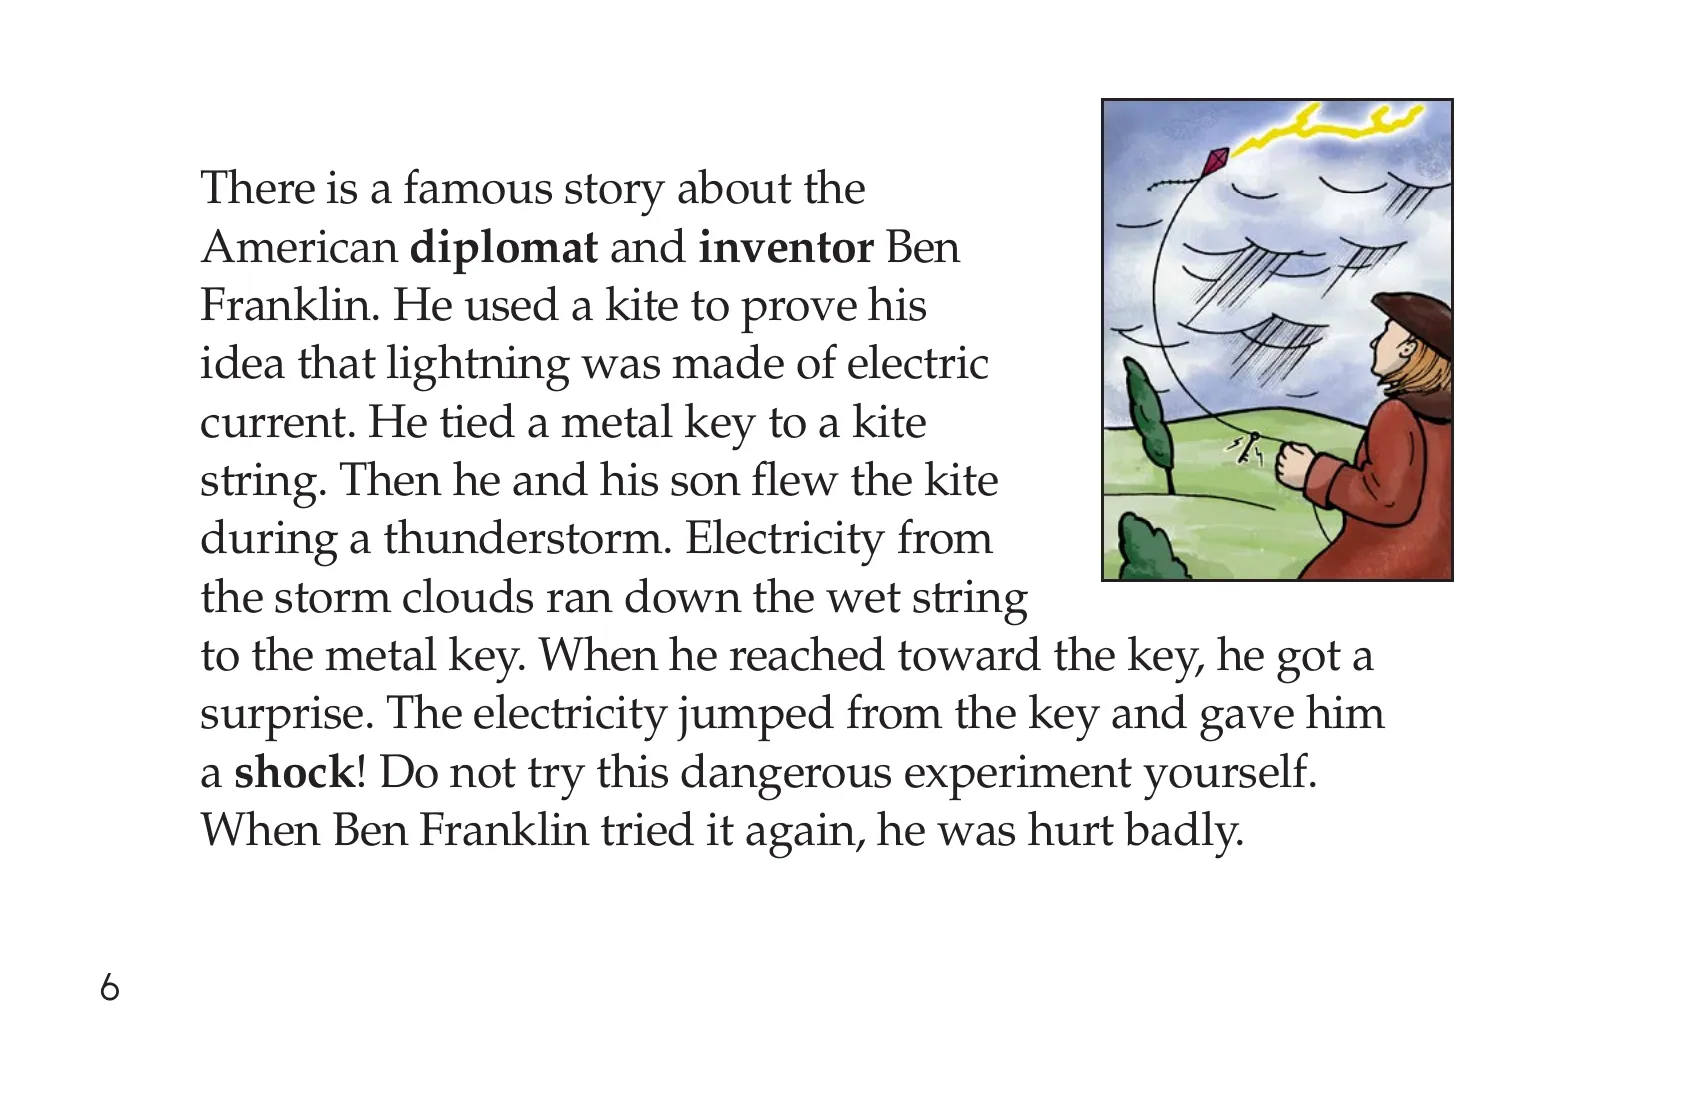 There is a famous story about the
American diplomat and inventor Ben
Franklin. He used a kite to prove his
idea that lightning was made of electric
current. He tied a metal key to a kite
string. Then he and his son flew the kite
during a thunderstorm. Electricity from
the storm clouds ran down the wet string
to the metal key. When he reached toward the key, he got a
surprise. The electricity jumped from the key and gave him
a shock! Do not try this dangerous experiment yourself.
When Ben Franklin tried it again, he was hurt badly.
6